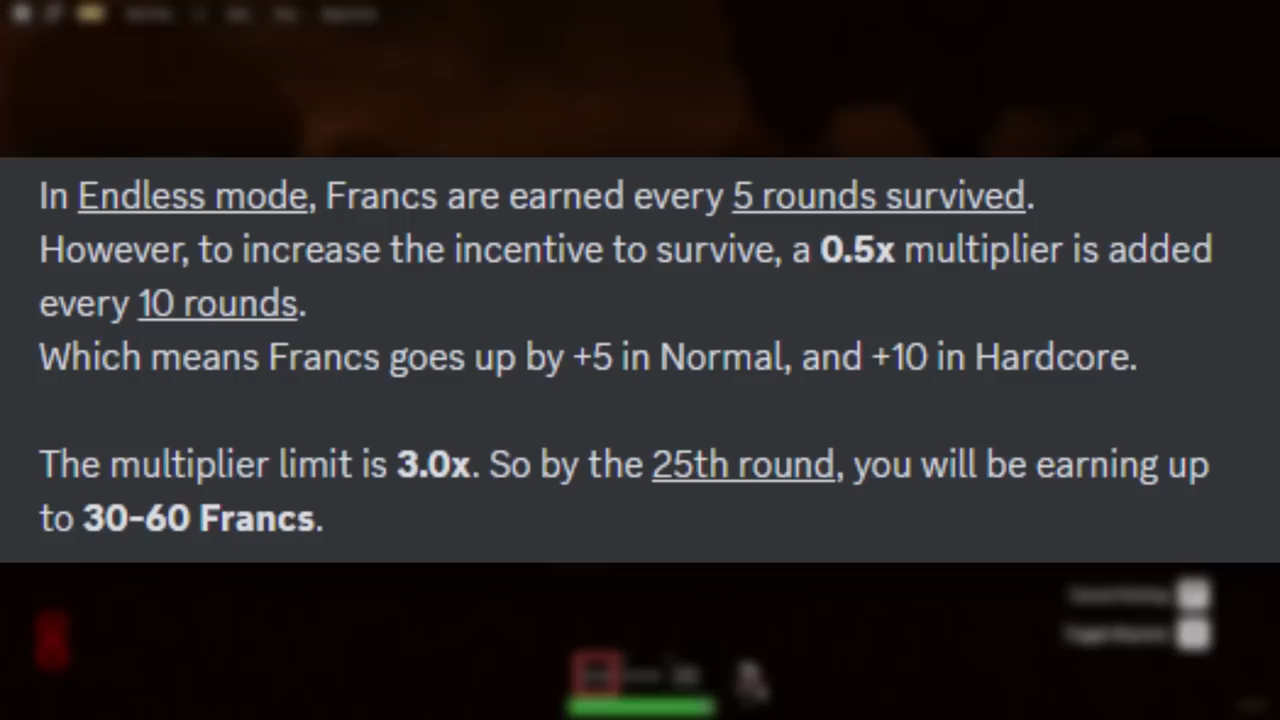 In Endless mode, Francs are earned every 5 rounds survived.
However, to increase the incentive to survive, a 0.5x multiplier is added
every 10 rounds.
Which means Francs goes up by +5 in Normal, and +10 in Hardcore.
The multiplier limit is 3.0x. So by the 25th round, you will be earning up
to 30-60 Francs.